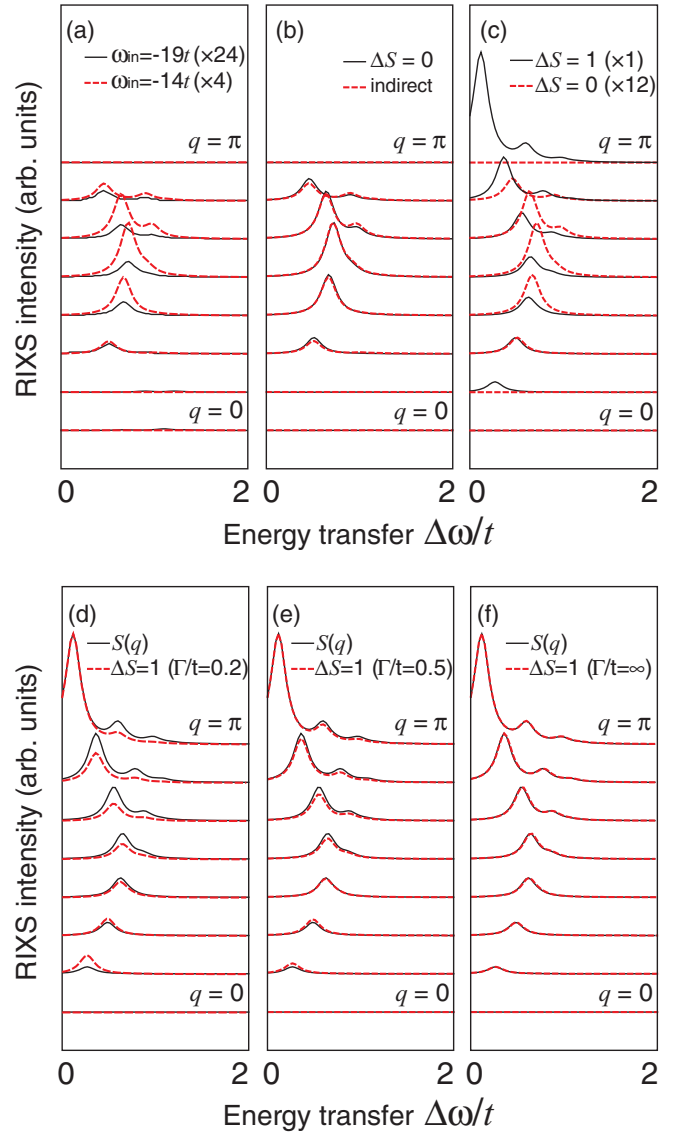 (a)
ωin=-19t (×24)
ωin=-14t (×4)
q = π
q = 0
(b)
ΔS = 0
indirect
q = π
q = 0
(c)
ΔS = 1 (×1)
ΔS = 0 (×12)
q = π
q = 0
RIXS intensity (arb. units)
0 2 0 2 0 2
Energy transfer Δω/t
(d)
S(q)
ΔS=1 (Γ/t=0.2)
q = π
q = 0
(e)
S(q)
ΔS=1 (Γ/t=0.5)
q = π
q = 0
(f)
S(q)
ΔS=1 (Γ/t=∞)
q = π
q = 0
RIXS intensity (arb. units)
0 2 0 2 0 2
Energy transfer Δω/t